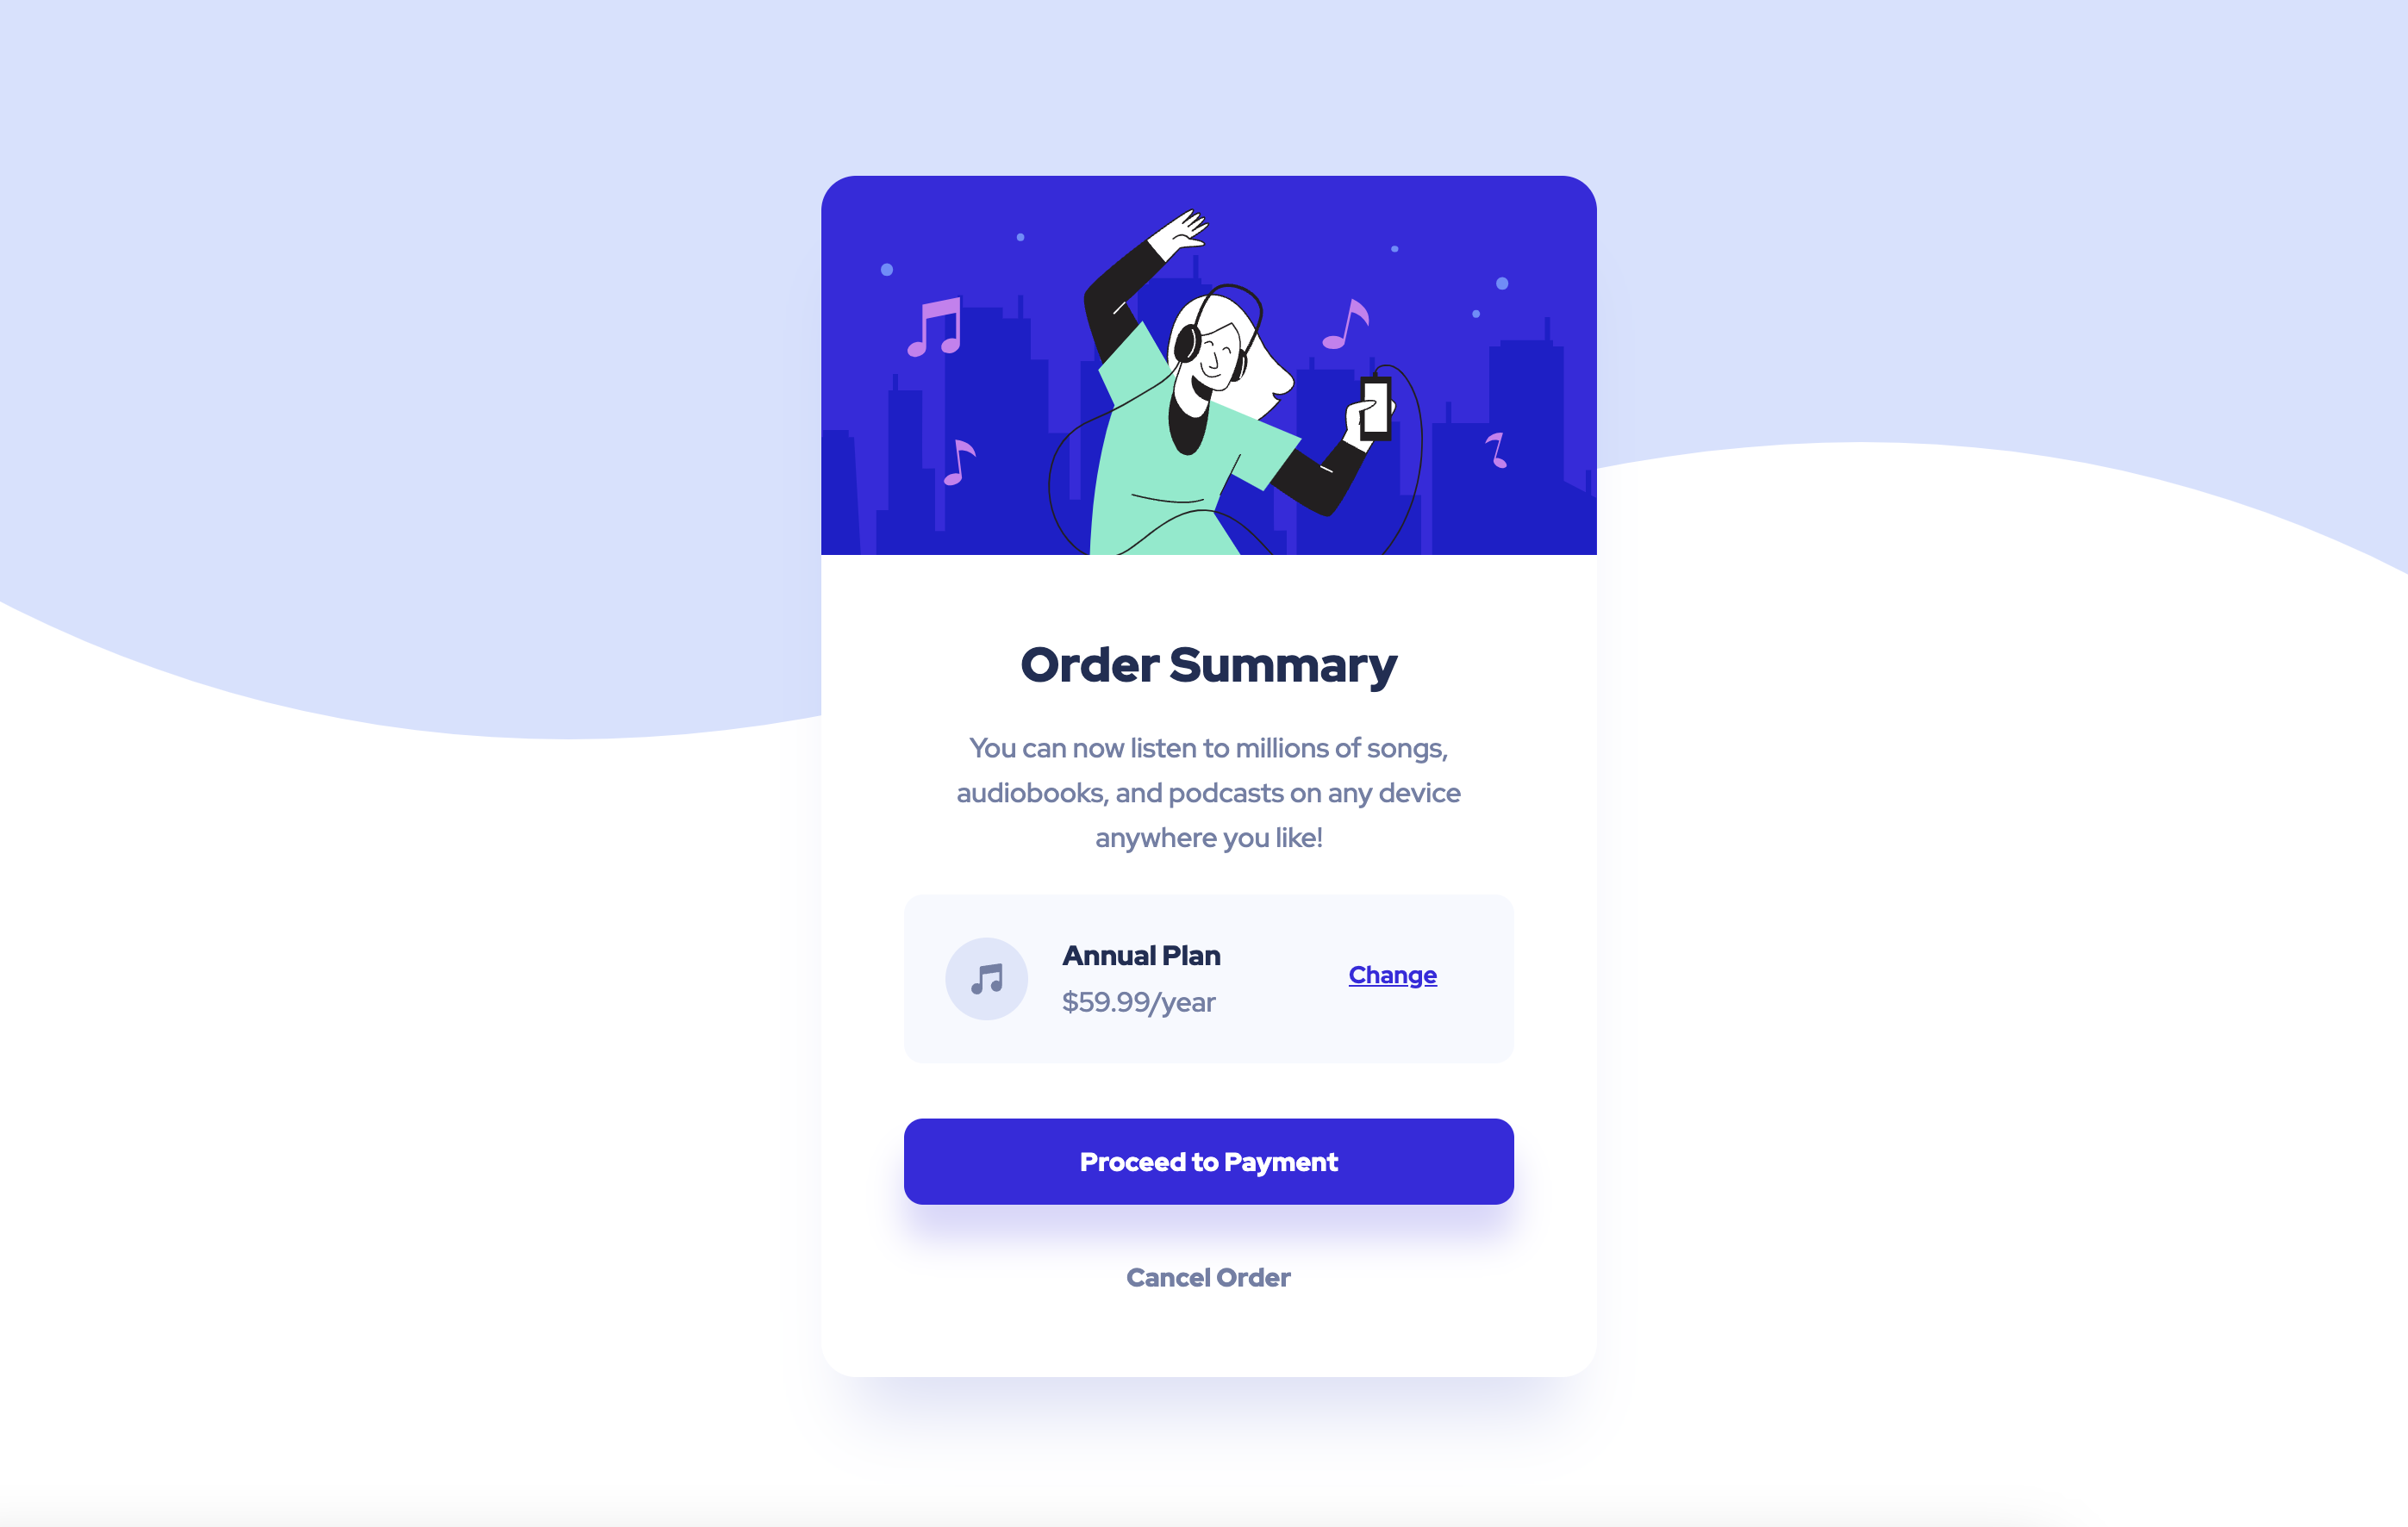 Order Summary
You can now listen to millions of songs,
audiobooks, and podcasts on any device
anywhere you like!
Annual Plan
$59.99/year
Change
Proceed to Payment
Cancel Order